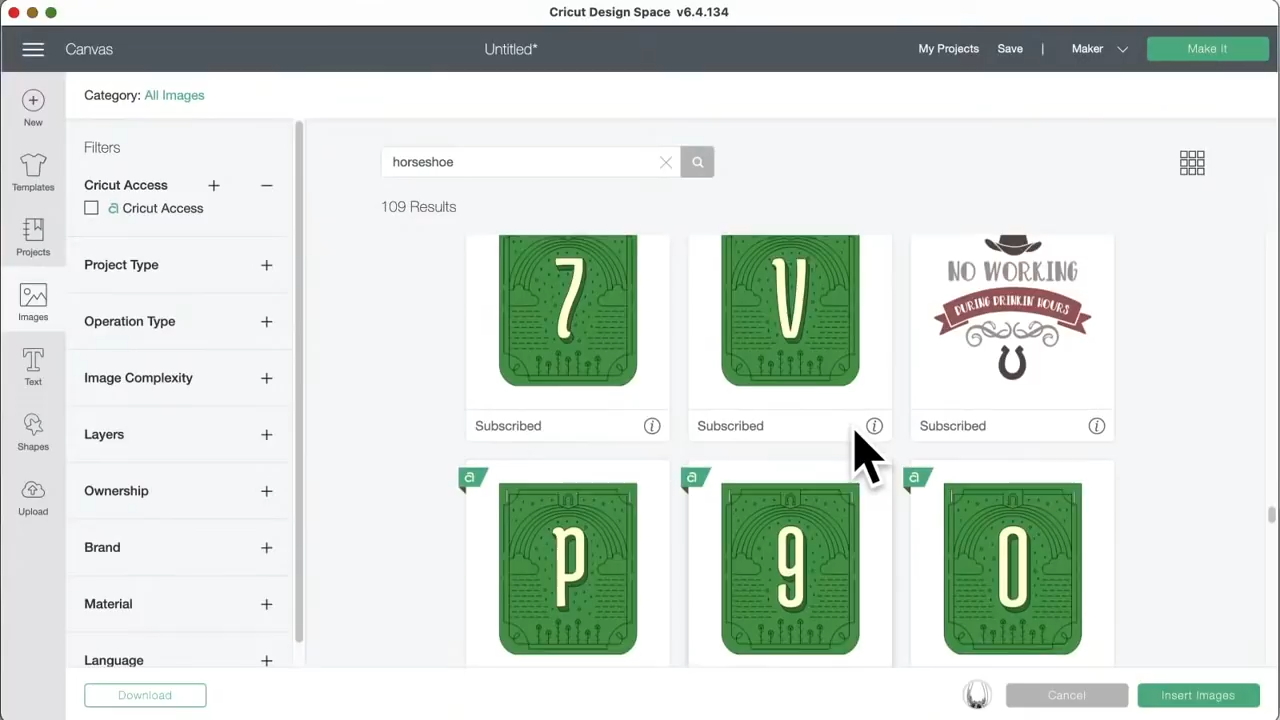 Cricut Design Space v6.4.134
Canvas
Untitled*
My Projects
Save
|
Maker
Make It
New
Templates
Projects
Images
Text
Shapes
Upload
Category: All Images
Filters
Cricut Access
a Cricut Access
Project Type
Operation Type
Image Complexity
Layers
Ownership
Brand
Material
Language
horseshoe
109 Results
7
V
NO WORKING
DURING DRINKIN' HOURS
Subscribed
Subscribed
Subscribed
a
a
a
P
9
O
Download
Cancel
Insert Images